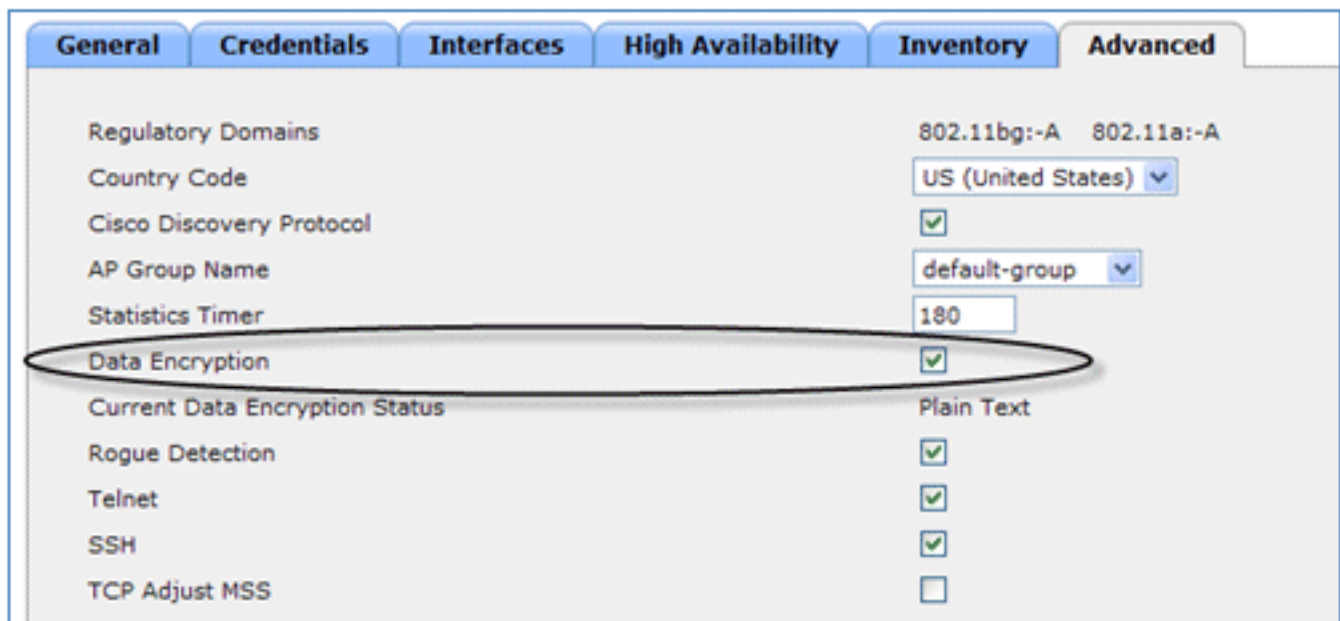 General Credentials Interfaces High Availability Inventory Advanced
Regulatory Domains 802.11bg:-A 802.11a:-A
Country Code US (United States)
Cisco Discovery Protocol
AP Group Name default-group
Statistics Timer 180
Data Encryption
Current Data Encryption Status Plain Text
Rogue Detection
Telnet
SSH
TCP Adjust MSS